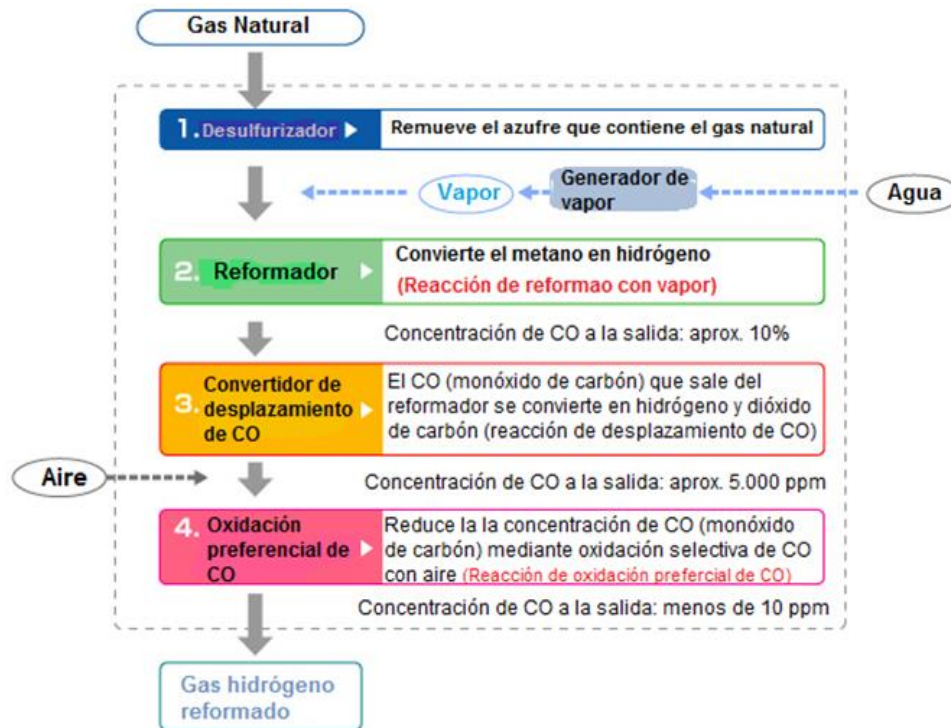 Gas Natural
1. Desulfurizador
Remueve el azufre que contiene el gas natural
Vapor
Generador de
vapor
Agua
2. Reformador
Convierte el metano en hidrógeno
(Reacción de reformao con vapor)
Concentración de CO a la salida: aprox. 10%
3. Convertidor de
desplazamiento
de CO
El CO (monóxido de carbón) que sale del
reformador se convierte en hidrógeno y dióxido
de carbón (reacción de desplazamiento de CO)
Aire
Concentración de CO a la salida: aprox. 5.000 ppm
4. Oxidación
preferencial de
CO
Reduce la la concentración de CO (monóxido
de carbón) mediante oxidación selectiva de CO
con aire (Reacción de oxidación prefercial de CO)
Concentración de CO a la salida: menos de 10 ppm
Gas hidrógeno
reformado